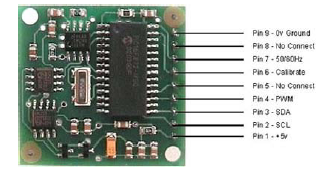 Pin 9 - 0v Ground
Pin 8 - No Connect
Pin 7 - 50/60Hz
Pin 6 - Calibrate
Pin 5 - No Connect
Pin 4 - PWM
Pin 3 - SDA
Pin 2 - SCL
Pin 1 - +5v